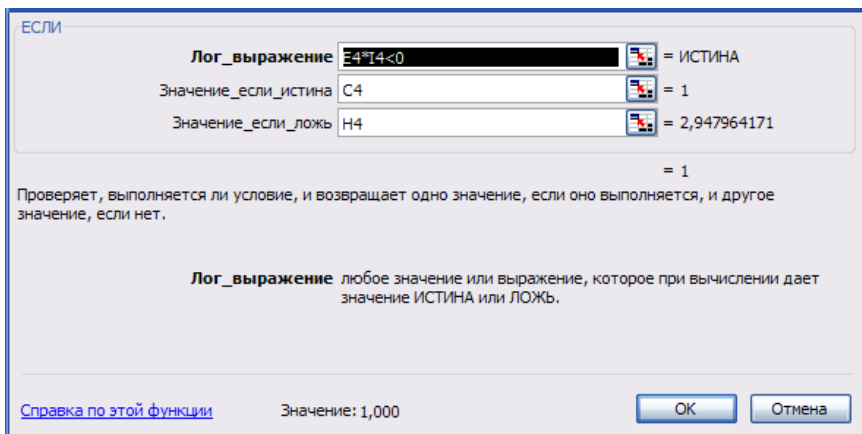 ЕСЛИ
Лог_выражение E4*I4<0 = ИСТИНА
Значение_если_истина C4 = 1
Значение_если_ложь H4 = 2,947964171
= 1
Проверяет, выполняется ли условие, и возвращает одно значение, если оно выполняется, и другое
значение, если нет.
Лог_выражение любое значение или выражение, которое при вычислении дает
значение ИСТИНА или ЛОЖЬ.
Справка по этой функции Значение: 1,000 ОК Отмена